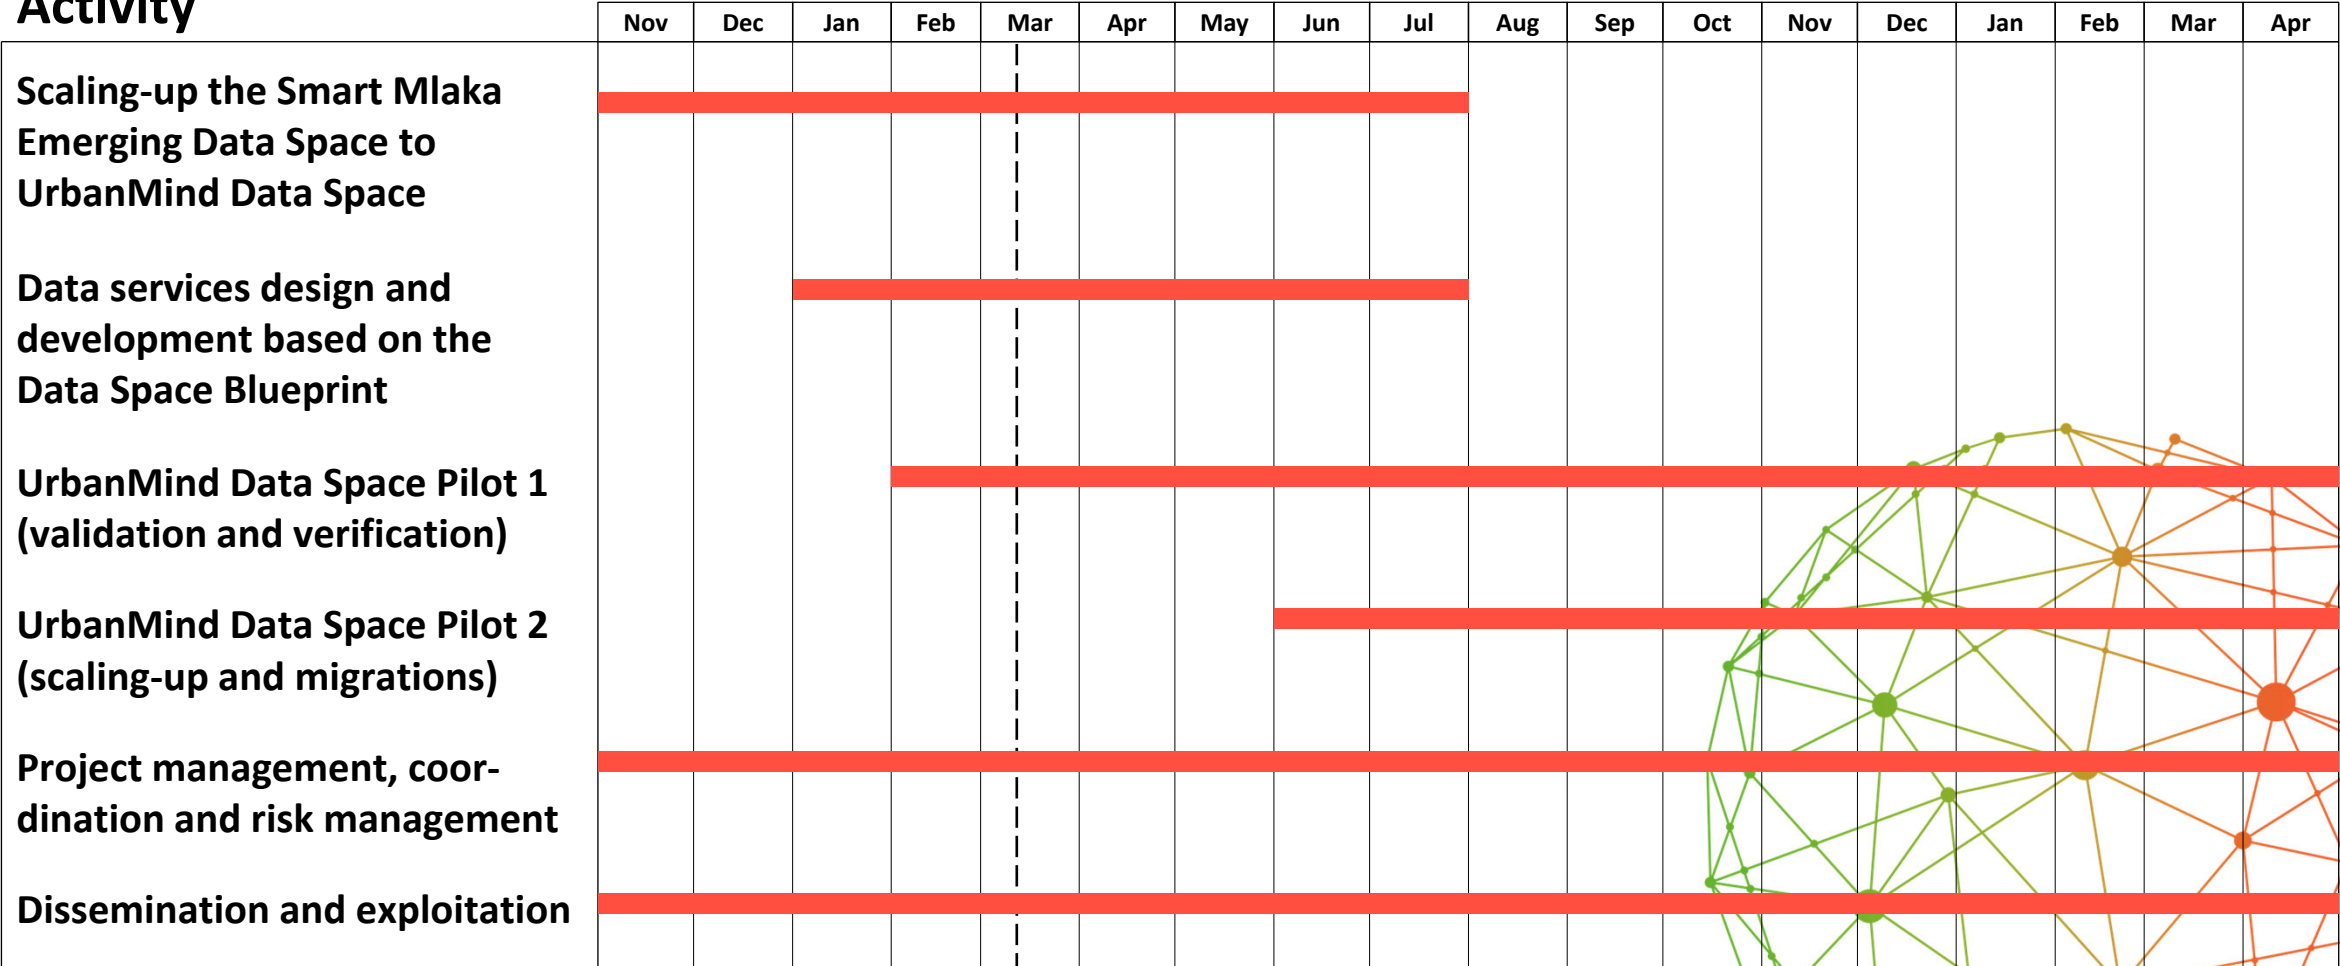 Activity
Nov Dec Jan Feb Mar Apr May Jun Jul Aug Sep Oct Nov Dec Jan Feb Mar Apr
Scaling-up the Smart Mlaka
Emerging Data Space to
UrbanMind Data Space
Data services design and
development based on the
Data Space Blueprint
UrbanMind Data Space Pilot 1
(validation and verification)
UrbanMind Data Space Pilot 2
(scaling-up and migrations)
Project management, coor-
dination and risk management
Dissemination and exploitation